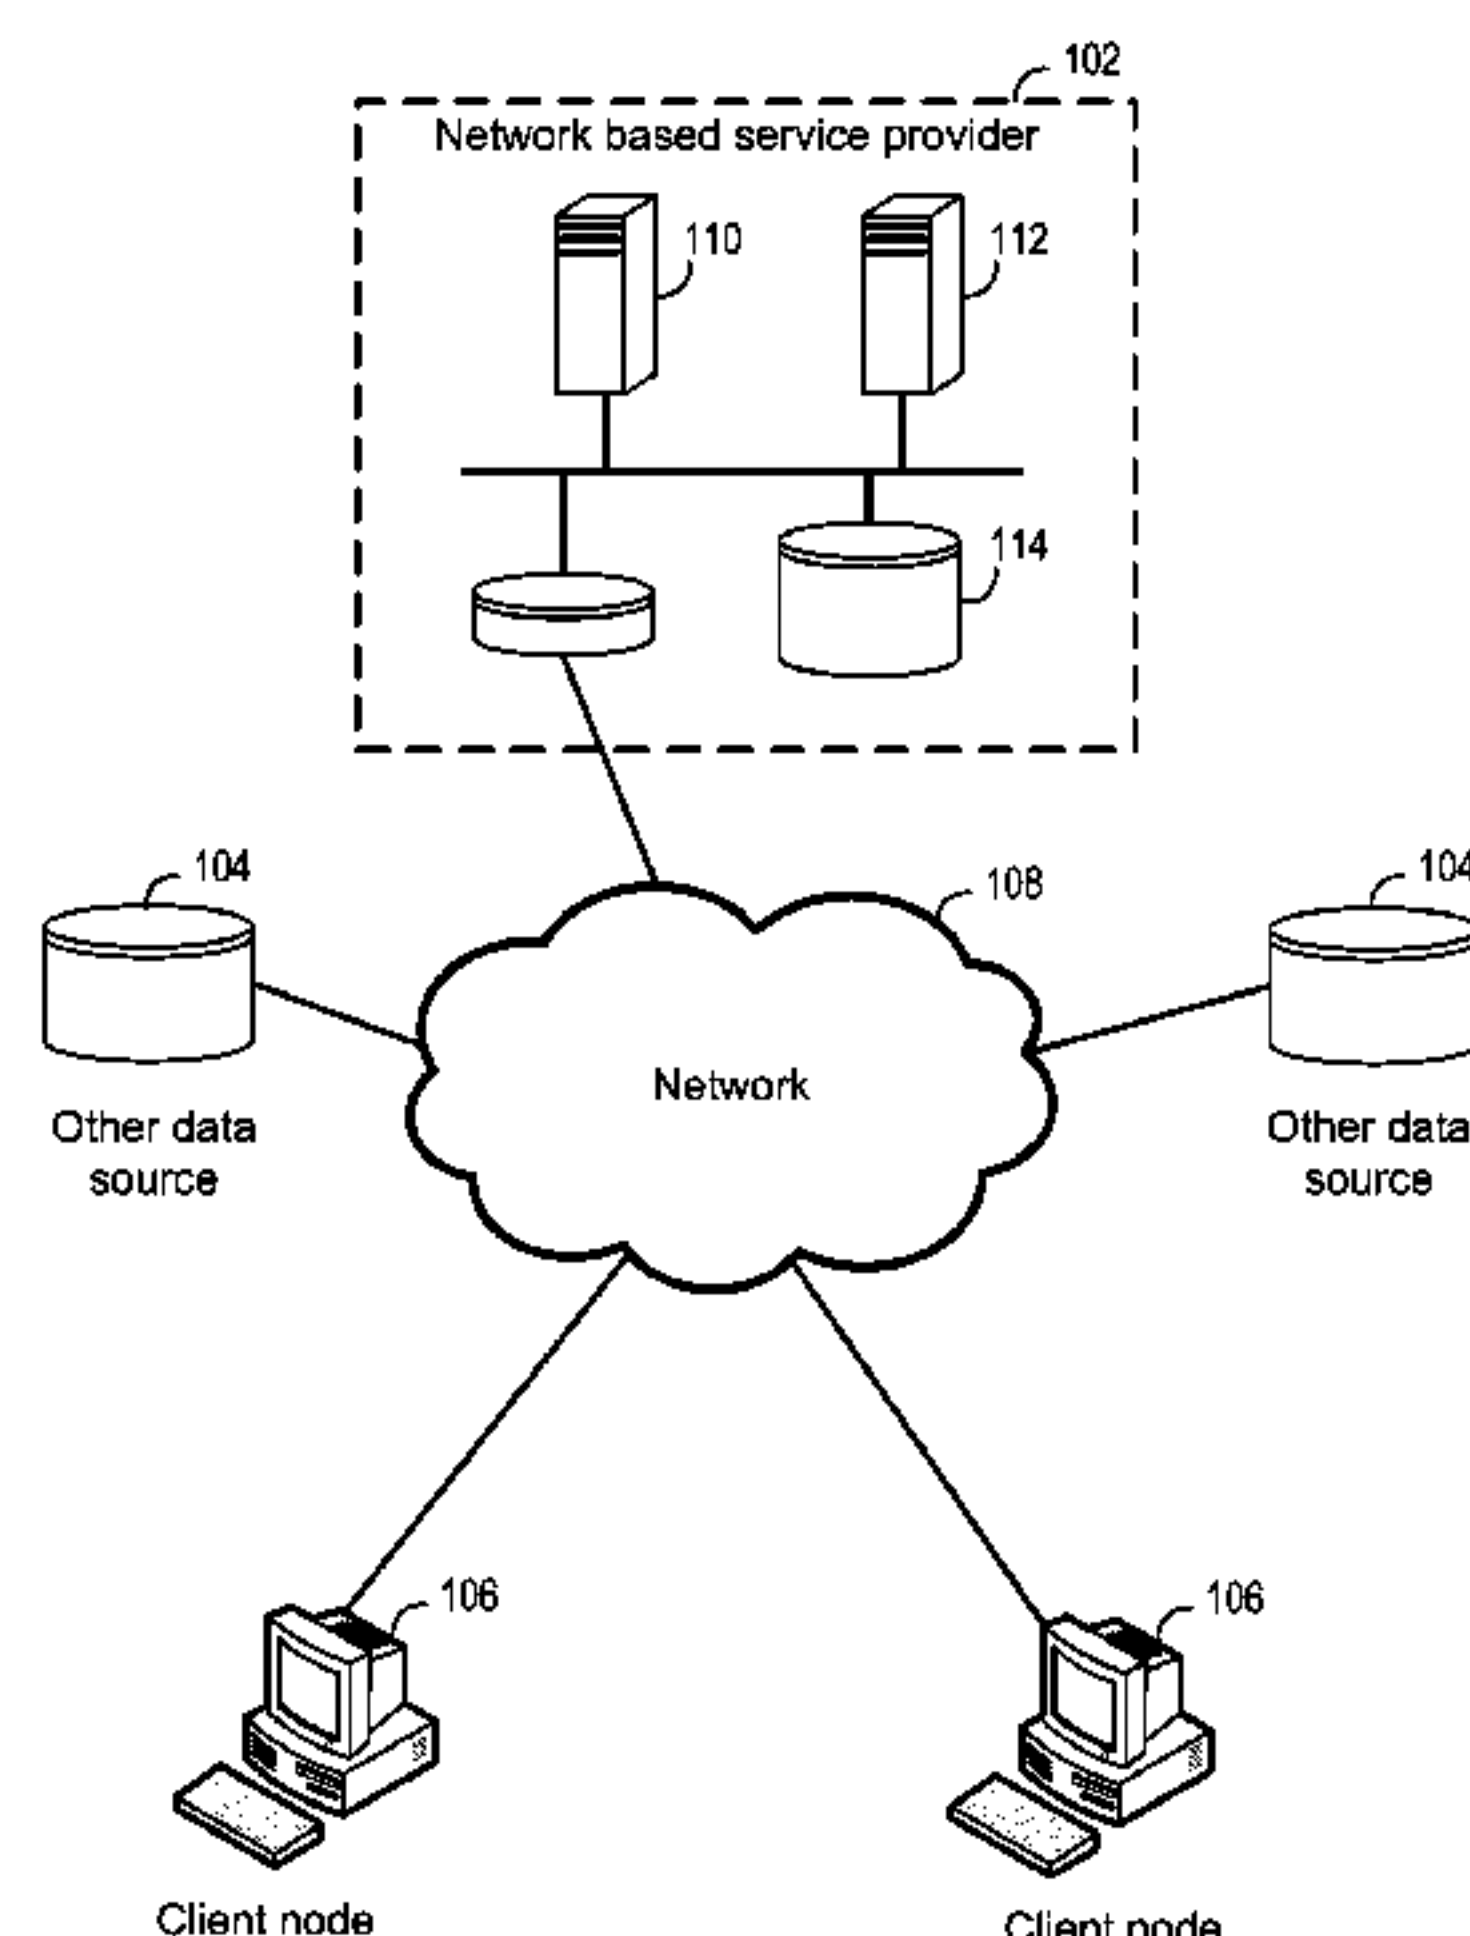 102
Network based service provider
110
112
114
104
108
104
Network
Other data
source
Other data
source
106
106
Client node
Client node